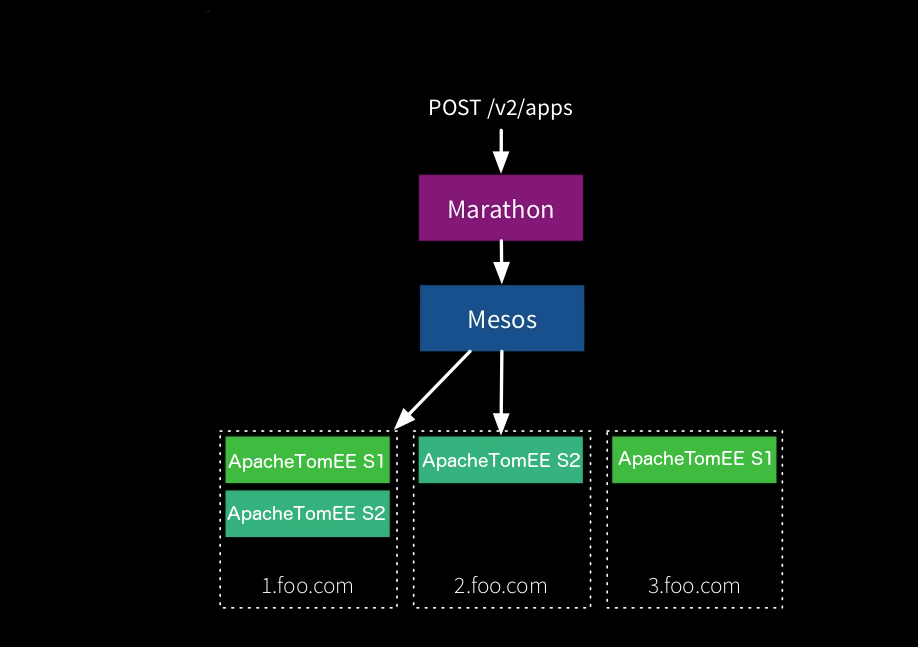 POST /v2/apps
Marathon
Mesos
ApacheTomEE S1
ApacheTomEE S2
1.foo.com
ApacheTomEE S2
2.foo.com
ApacheTomEE S1
3.foo.com